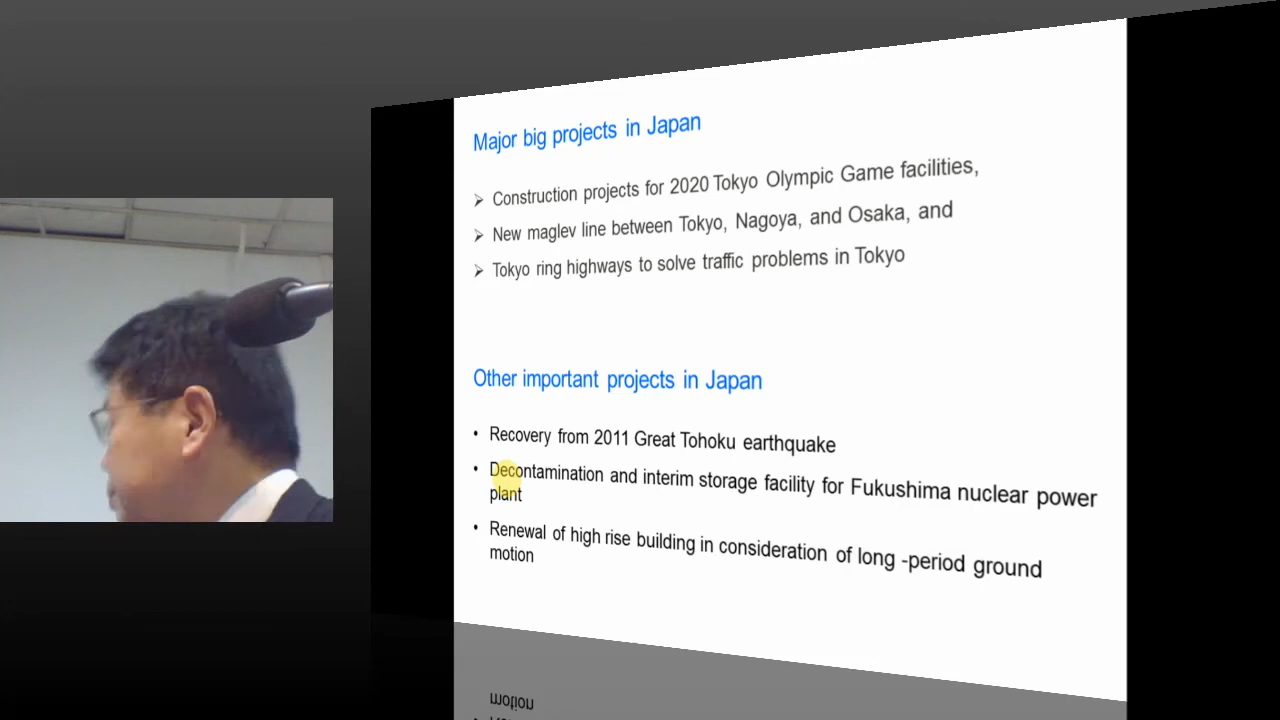 Major big projects in Japan
Construction projects for 2020 Tokyo Olympic Game facilities,
New maglev line between Tokyo, Nagoya, and Osaka, and
Tokyo ring highways to solve traffic problems in Tokyo
Other important projects in Japan
Recovery from 2011 Great Tohoku earthquake
Decontamination and interim storage facility for Fukushima nuclear power
plant
Renewal of high rise building in consideration of long -period ground
motion